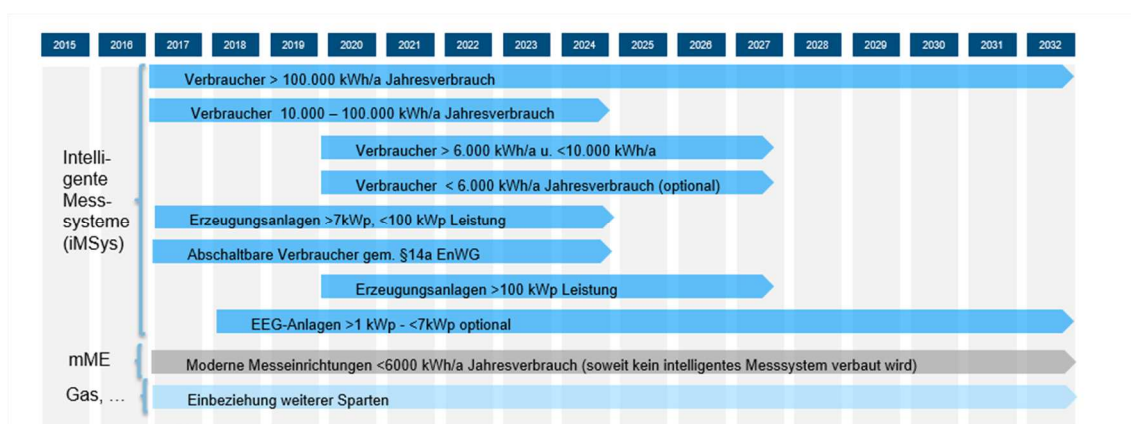 2015 2016 2017 2018 2019 2020 2021 2022 2023 2024 2025 2026 2027 2028 2029 2030 2031 2032
Verbraucher > 100.000 kWh/a Jahresverbrauch
Verbraucher 10.000 – 100.000 kWh/a Jahresverbrauch
Verbraucher > 6.000 kWh/a u. <10.000 kWh/a
Verbraucher < 6.000 kWh/a Jahresverbrauch (optional)
Erzeugungsanlagen >7kWp, <100 kWp Leistung
Abschaltbare Verbraucher gem. §14a EnWG
Erzeugungsanlagen >100 kWp Leistung
EEG-Anlagen >1 kWp - <7kWp optional
Intelli-
gente
Mess-
systeme
(iMSys)
mME
Moderne Messeinrichtungen <6000 kWh/a Jahresverbrauch (soweit kein intelligentes Messsystem verbaut wird)
Gas, …
Einbeziehung weiterer Sparten